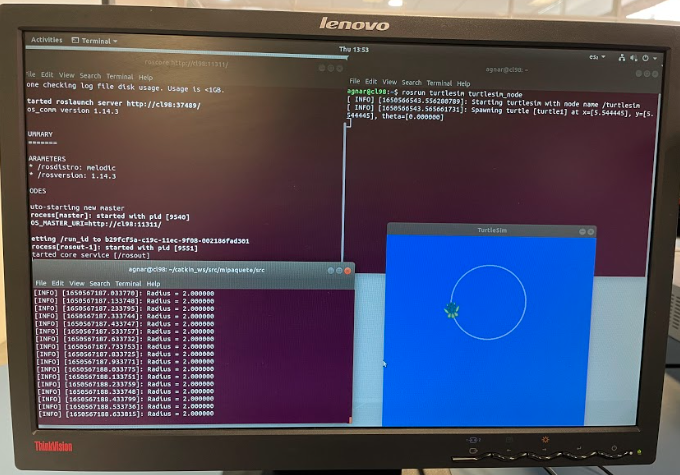 lenovo
Activities Terminal
Thu 13:53
es
roscore http://cl98:11311/
File Edit View Search Terminal Help
one checking log file disk usage. Usage is <1GB.
tarted roslaunch server http://cl98:37489/
os_comm version 1.14.3
UMMARY
========
ARAMETERS
* /rosdistro: melodic
* /rosversion: 1.14.3
ODES
uto-starting new master
rocess[master]: started with pid [9540]
OS_MASTER_URI=http://cl98:11311/
etting /run_id to b29fcf5a-c19c-11ec-9f08-002186fad301
rocess[rosout-1]: started with pid [9551]
tarted core service [/rosout]
agnar@cl98: ~
File Edit View Search Terminal Help
agnar@cl98:~$ rosrun turtlesim turtlesim_node
[ INFO] [1650566543.556200789]: Starting turtlesim with node name /turtlesim
[ INFO] [1650566543.565661731]: Spawning turtle [turtle1] at x=[5.544445], y=[5.
544445], theta=[0.000000]
agnar@cl98: ~/catkin_ws/src/mipaquete/src
File Edit View Search Terminal Help
[INFO] [1650567187.033770]: Radius = 2.000000
[INFO] [1650567187.133748]: Radius = 2.000000
[INFO] [1650567187.233795]: Radius = 2.000000
[INFO] [1650567187.333744]: Radius = 2.000000
[INFO] [1650567187.433747]: Radius = 2.000000
[INFO] [1650567187.533757]: Radius = 2.000000
[INFO] [1650567187.633732]: Radius = 2.000000
[INFO] [1650567187.733753]: Radius = 2.000000
[INFO] [1650567187.833725]: Radius = 2.000000
[INFO] [1650567187.933771]: Radius = 2.000000
[INFO] [1650567188.033775]: Radius = 2.000000
[INFO] [1650567188.133751]: Radius = 2.000000
[INFO] [1650567188.233759]: Radius = 2.000000
[INFO] [1650567188.333748]: Radius = 2.000000
[INFO] [1650567188.433799]: Radius = 2.000000
[INFO] [1650567188.533736]: Radius = 2.000000
[INFO] [1650567188.633815]: Radius = 2.000000
TurtleSim
ThinkVision